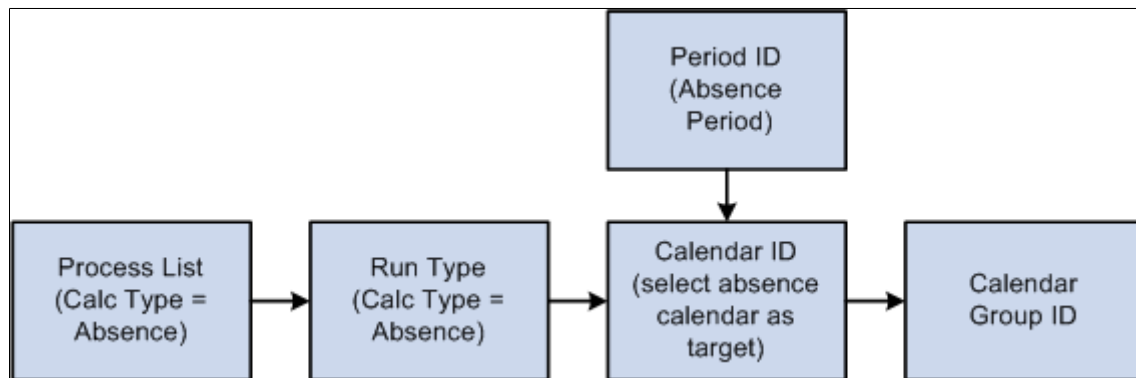 Period ID
(Absence
Period)
Process List
(Calc Type =
Absence)
Run Type
(Calc Type =
Absence)
Calendar ID
(select absence
calendar as
target)
Calendar
Group ID